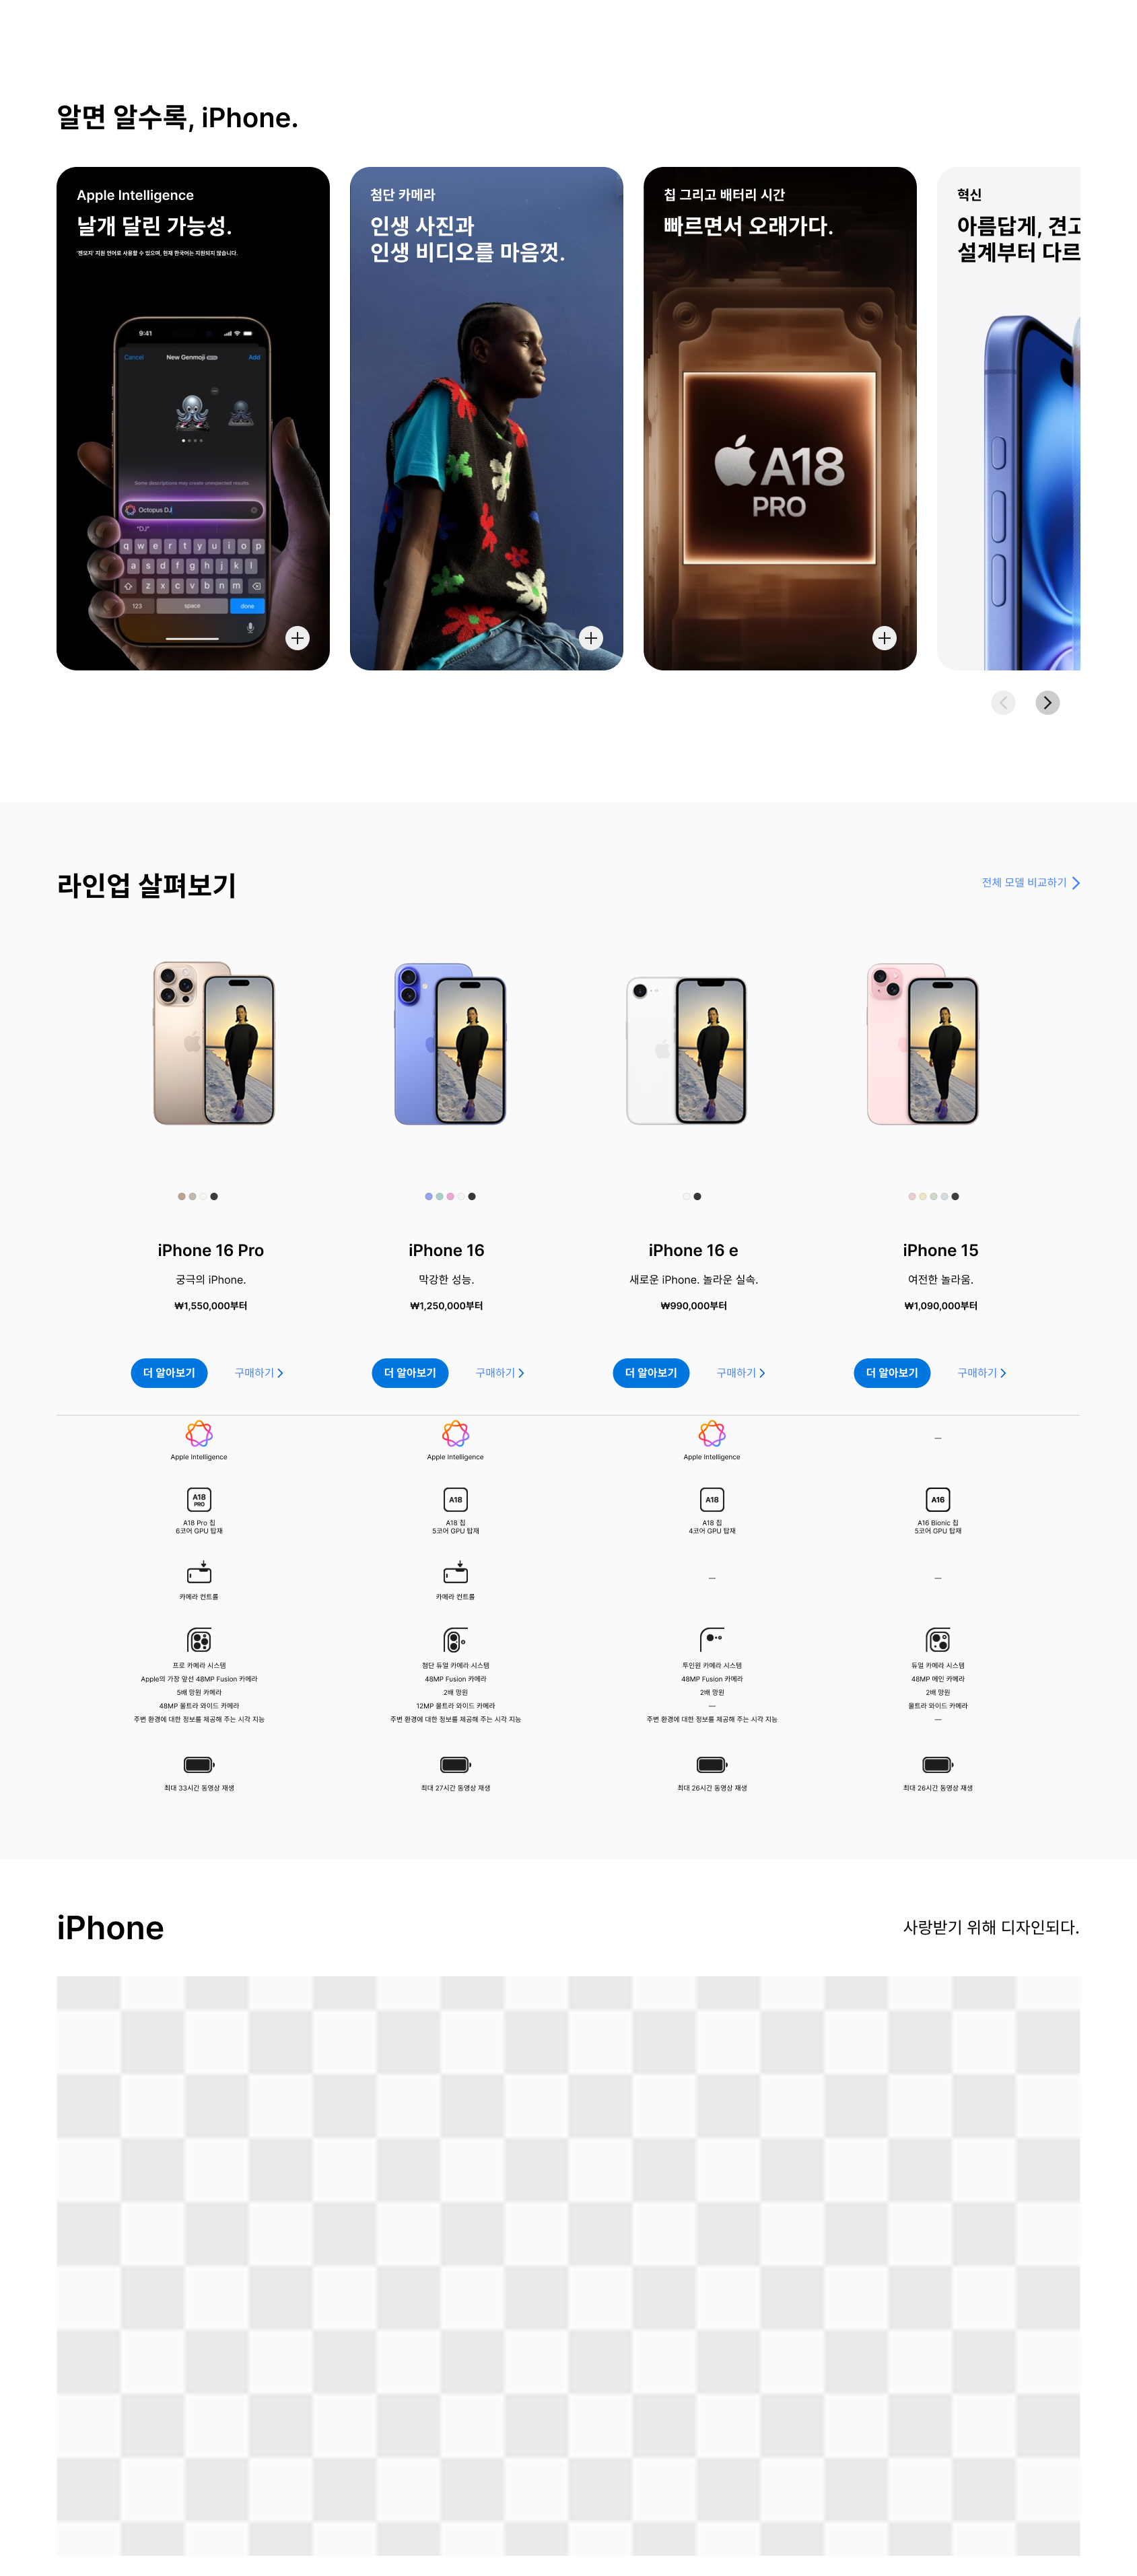 알면 알수록, iPhone.
Apple Intelligence
날개 달린 가능성.
'젠모지' 지원 언어로 사용할 수 있으며, 현재 한국어는 지원되지 않습니다.
9:41
Cancel
New Genmoji
Add
Some descriptions may create unexpected results.
Octopus DJ
"DJ"
q w e r t y u i o p
a s d f g h j k l
z x c v b n m
123
space
done
첨단 카메라
인생 사진과
인생 비디오를 마음껏.
칩 그리고 배터리 시간
빠르면서 오래가다.
A18
PRO
혁신
아름답게, 견고
설계부터 다르
라인업 살펴보기
전체 모델 비교하기
iPhone 16 Pro
궁극의 iPhone.
₩1,550,000부터
더 알아보기
구매하기
iPhone 16
막강한 성능.
₩1,250,000부터
더 알아보기
구매하기
iPhone 16 e
새로운 iPhone. 놀라운 실속.
₩990,000부터
더 알아보기
구매하기
iPhone 15
여전한 놀라움.
₩1,090,000부터
더 알아보기
구매하기
Apple Intelligence
Apple Intelligence
Apple Intelligence
—
A18
PRO
A18 Pro 칩
6코어 GPU 탑재
A18
A18 칩
5코어 GPU 탑재
A18
A18 칩
4코어 GPU 탑재
A16
A16 Bionic 칩
5코어 GPU 탑재
카메라 컨트롤
카메라 컨트롤
—
—
프로 카메라 시스템
Apple의 가장 앞선 48MP Fusion 카메라
5배 망원 카메라
48MP 울트라 와이드 카메라
주변 환경에 대한 정보를 제공해 주는 시각 지능
첨단 듀얼 카메라 시스템
48MP Fusion 카메라
2배 망원
12MP 울트라 와이드 카메라
주변 환경에 대한 정보를 제공해 주는 시각 지능
투인원 카메라 시스템
48MP Fusion 카메라
2배 망원
—
주변 환경에 대한 정보를 제공해 주는 시각 지능
듀얼 카메라 시스템
48MP 메인 카메라
2배 망원
울트라 와이드 카메라
—
최대 33시간 동영상 재생
최대 27시간 동영상 재생
최대 26시간 동영상 재생
최대 26시간 동영상 재생
iPhone
사랑받기 위해 디자인되다.